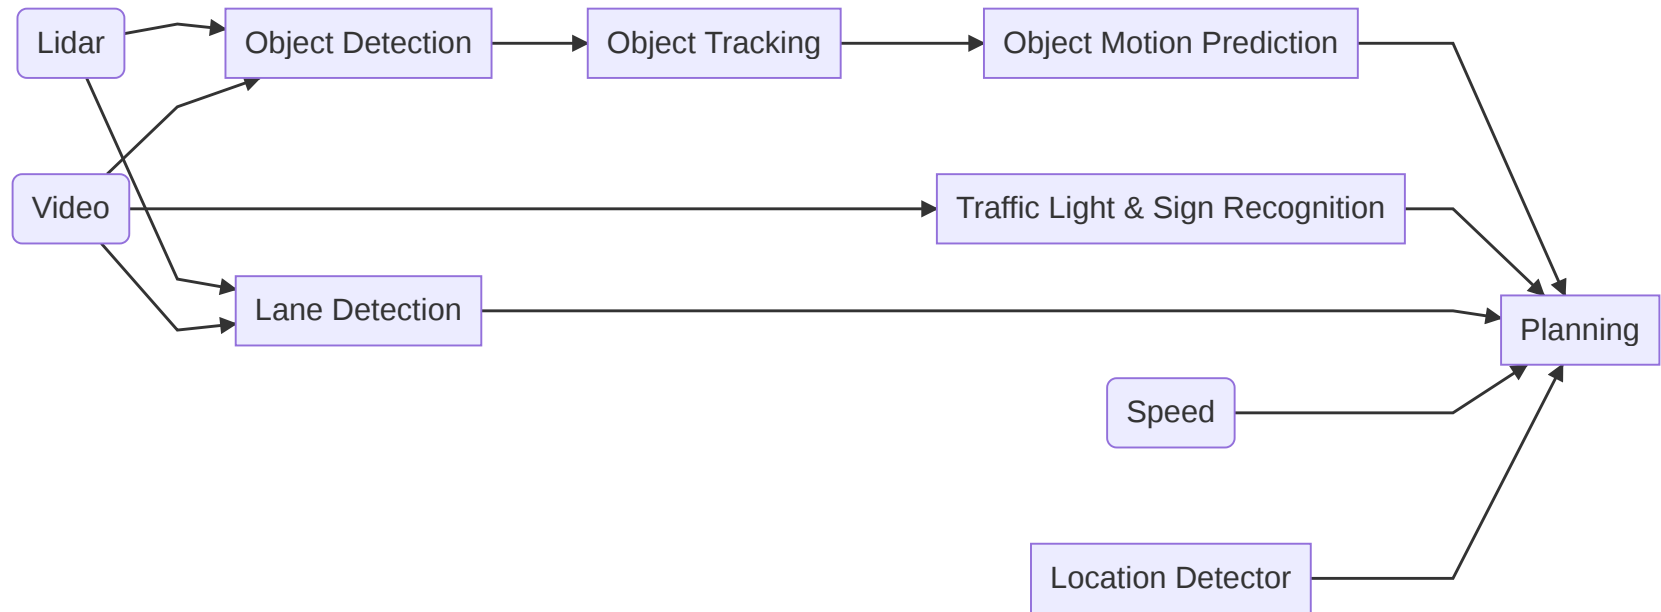 Lidar
Object Detection
Object Tracking
Object Motion Prediction
Video
Traffic Light & Sign Recognition
Lane Detection
Planning
Speed
Location Detector